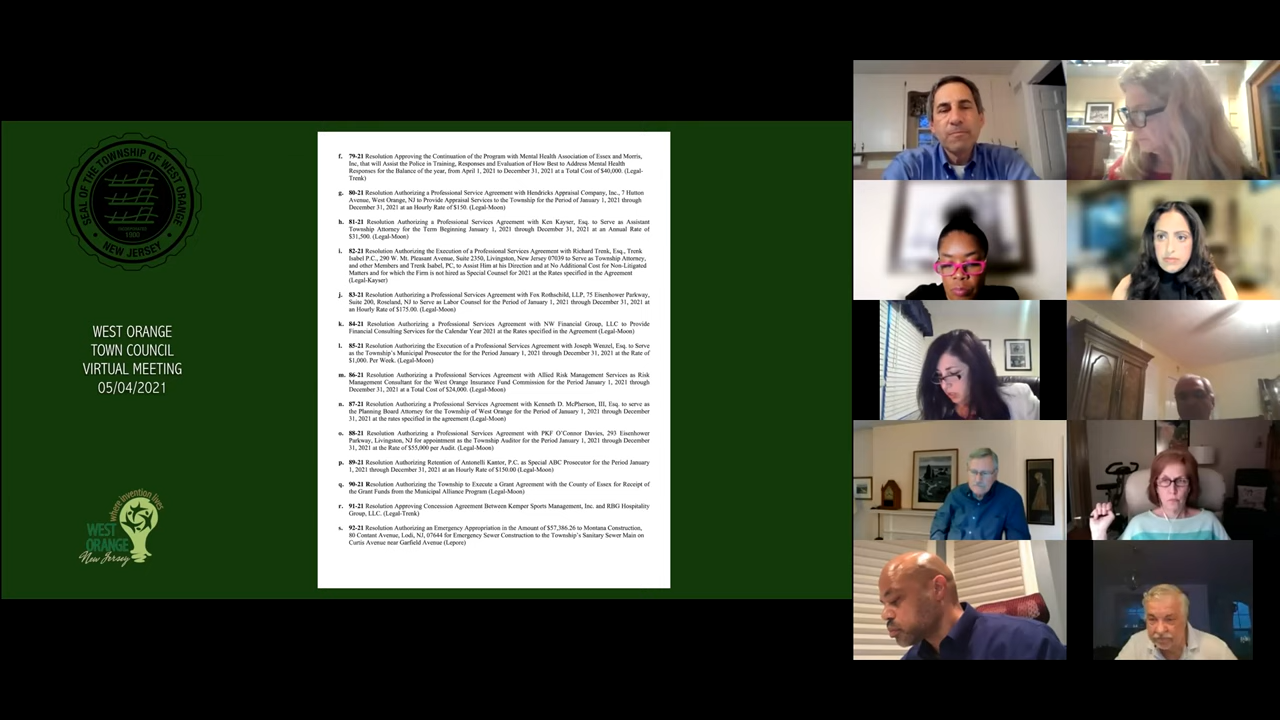 SEAL OF TOWNSHIP OF WEST ORANGE
INCORPORATED
1900
NEW JERSEY
WEST ORANGE
TOWN COUNCIL
VIRTUAL MEETING
05/04/2021
where invention lives
WEST
ORANGE
New Jersey
f. 79-21 Resolution Approving the Continuation of the Program with Mental Health Association of Essex and Morris,
Inc, that will Assist the Police in Training, Responses and Evaluation of How Best to Address Mental Health
Responses for the Balance of the year, from April 1, 2021 to December 31, 2021 at a Total Cost of $40,000. (Legal-
Trenk)
g. 80-21 Resolution Authorizing a Professional Service Agreement with Hendricks Appraisal Company, Inc., 7 Hutton
Avenue, West Orange, NJ to Provide Appraisal Services to the Township for the Period of January 1, 2021 through
December 31, 2021 at an Hourly Rate of $150. (Legal-Moon)
h. 81-21 Resolution Authorizing a Professional Services Agreement with Ken Kayser, Esq. to Serve as Assistant
Township Attorney for the Term Beginning January 1, 2021 through December 31, 2021 at an Annual Rate of
$31,500. (Legal-Moon)
i. 82-21 Resolution Authorizing the Execution of a Professional Services Agreement with Richard Trenk, Esq., Trenk
Isabel P.C., 290 W. Mt. Pleasant Avenue, Suite 2350, Livingston, New Jersey 07039 to Serve as Township Attorney,
and other Members and Trenk Isabel, PC, to Assist Him at his Direction and at No Additional Cost for Non-Litigated
Matters and for which the Firm is not hired as Special Counsel for 2021 at the Rates specified in the Agreement
(Legal-Kayser)
j. 83-21 Resolution Authorizing a Professional Services Agreement with Fox Rothschild, LLP, 75 Eisenhower Parkway,
Suite 200, Roseland, NJ to Serve as Labor Counsel for the Period of January 1, 2021 through December 31, 2021 at
an Hourly Rate of $175.00. (Legal-Moon)
k. 84-21 Resolution Authorizing a Professional Services Agreement with NW Financial Group, LLC to Provide
Financial Consulting Services for the Calendar Year 2021 at the Rates specified in the Agreement (Legal-Moon)
l. 85-21 Resolution Authorizing the Execution of a Professional Services Agreement with Joseph Wenzel, Esq. to Serve
as the Township's Municipal Prosecutor the for the Period January 1, 2021 through December 31, 2021 at the Rate of
$1,000. Per Week. (Legal-Moon)
m. 86-21 Resolution Authorizing a Professional Services Agreement with Allied Risk Management Services as Risk
Management Consultant for the West Orange Insurance Fund Commission for the Period January 1, 2021 through
December 31, 2021 at a Total Cost of $24,000. (Legal-Moon)
n. 87-21 Resolution Authorizing a Professional Services Agreement with Kenneth D. McPherson, III, Esq. to serve as
the Planning Board Attorney for the Township of West Orange for the Period of January 1, 2021 through December
31, 2021 at the rates specified in the agreement (Legal-Moon)
o. 88-21 Resolution Authorizing a Professional Services Agreement with PKF O'Connor Davies, 293 Eisenhower
Parkway, Livingston, NJ for appointment as the Township Auditor for the Period January 1, 2021 through December
31, 2021 at the Rate of $55,000 per Audit. (Legal-Moon)
p. 89-21 Resolution Authorizing Retention of Antonelli Kantor, P.C. as Special ABC Prosecutor for the Period January
1, 2021 through December 31, 2021 at an Hourly Rate of $150.00 (Legal-Moon)
q. 90-21 Resolution Authorizing the Township to Execute a Grant Agreement with the County of Essex for Receipt of
the Grant Funds from the Municipal Alliance Program (Legal-Moon)
r. 91-21 Resolution Approving Concession Agreement Between Kemper Sports Management, Inc. and RBG Hospitality
Group, LLC. (Legal-Trenk)
s. 92-21 Resolution Authorizing an Emergency Appropriation in the Amount of $57,386.26 to Montana Construction,
80 Contant Avenue, Lodi, NJ, 07644 for Emergency Sewer Construction to the Township's Sanitary Sewer Main on
Curtis Avenue near Garfield Avenue (Lepore)